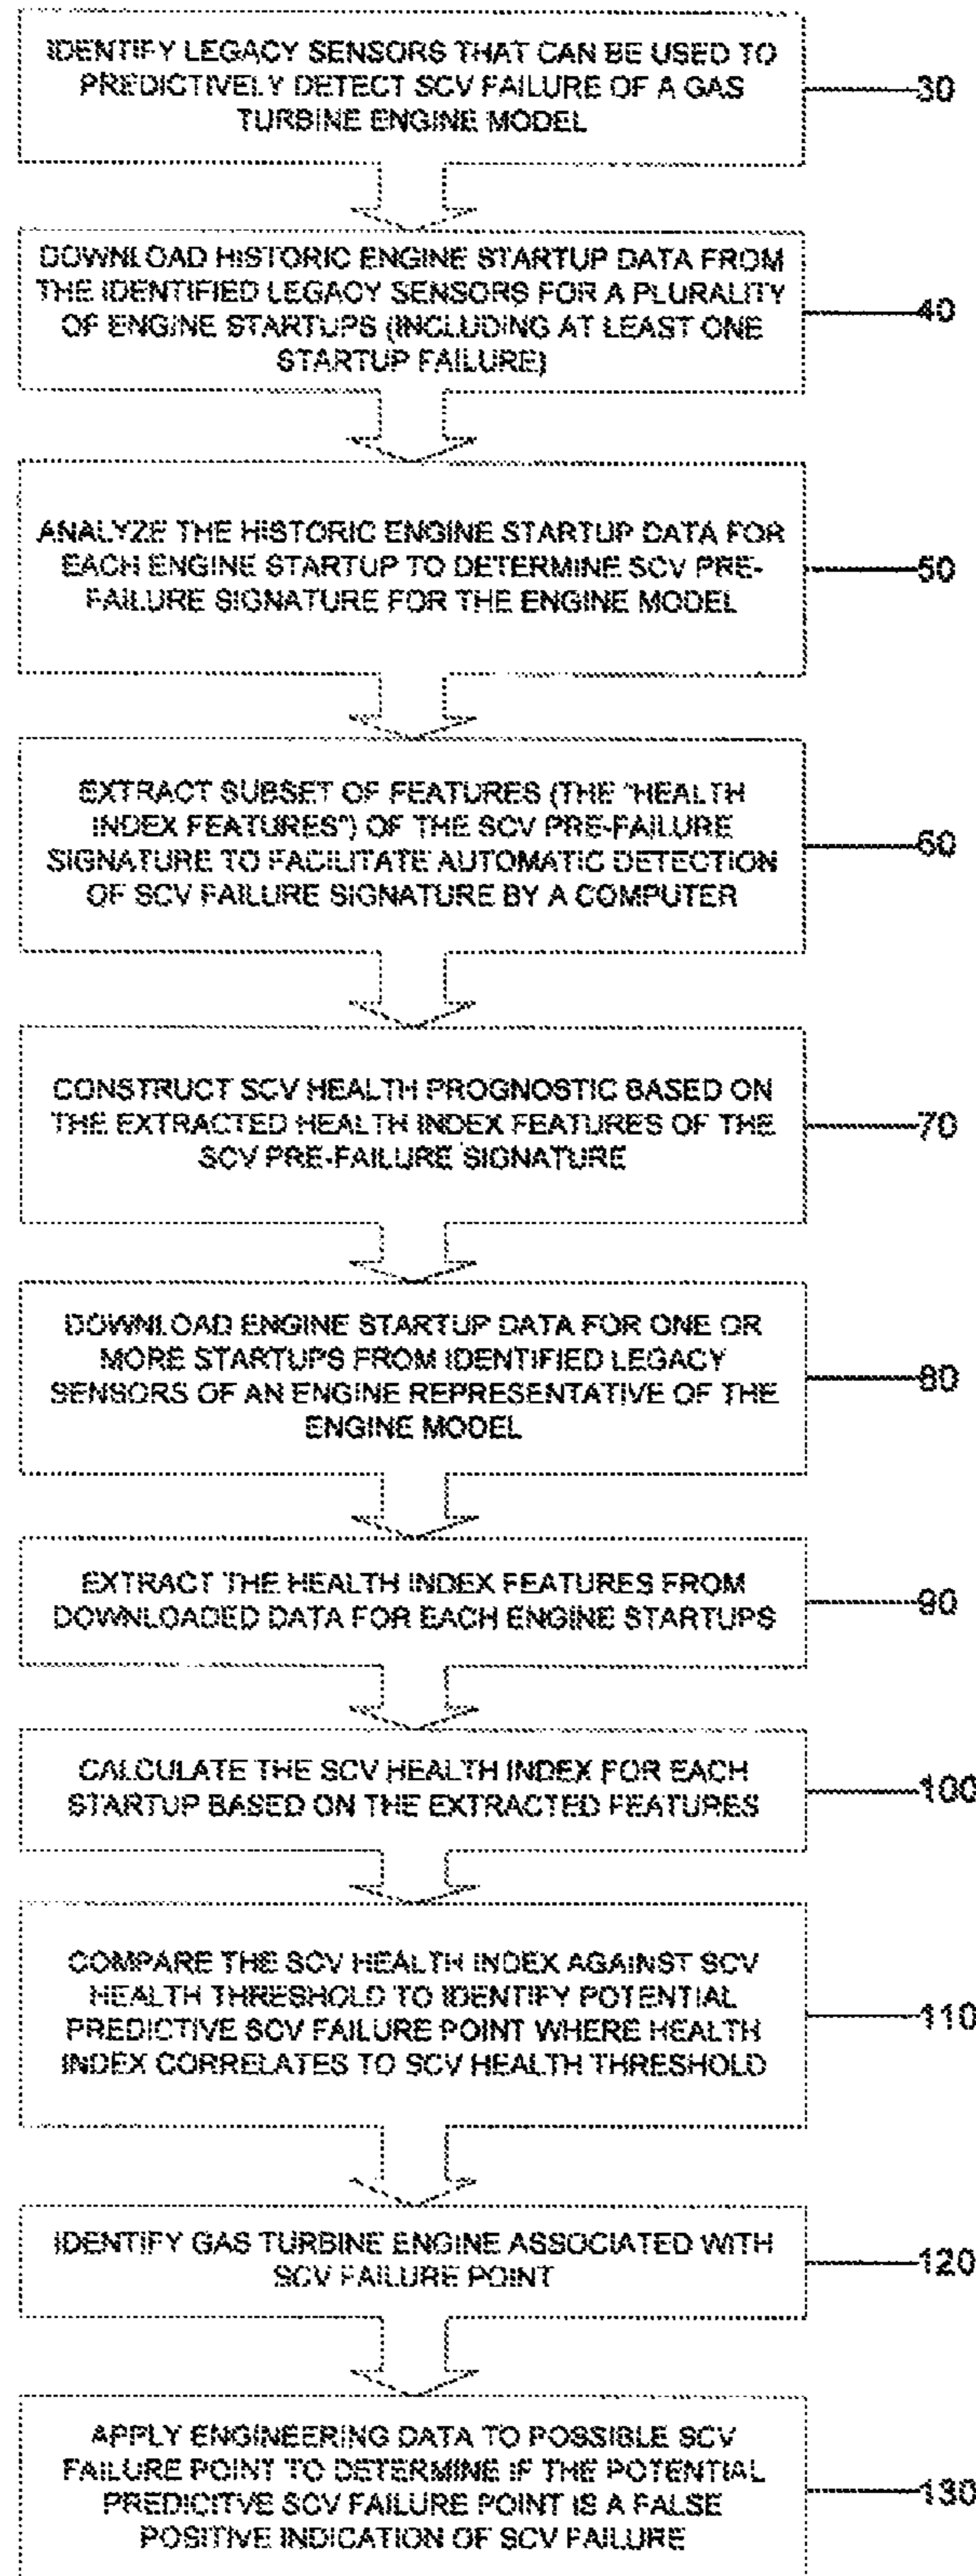 IDENTIFY LEGACY SENSORS THAT CAN BE USED TO
PREDICTIVELY DETECT SCV FAILURE OF A GAS
TURBINE ENGINE MODEL
30
DOWNLOAD HISTORIC ENGINE STARTUP DATA FROM
THE IDENTIFIED LEGACY SENSORS FOR A PLURALITY
OF ENGINE STARTUPS (INCLUDING AT LEAST ONE
STARTUP FAILURE)
40
ANALYZE THE HISTORIC ENGINE STARTUP DATA FOR
EACH ENGINE STARTUP TO DETERMINE SCV PRE-
FAILURE SIGNATURE FOR THE ENGINE MODEL
50
EXTRACT SUBSET OF FEATURES (THE "HEALTH
INDEX FEATURES") OF THE SCV PRE-FAILURE
SIGNATURE TO FACILITATE AUTOMATIC DETECTION
OF SCV FAILURE SIGNATURE BY A COMPUTER
60
CONSTRUCT SCV HEALTH PROGNOSTIC BASED ON
THE EXTRACTED HEALTH INDEX FEATURES OF THE
SCV PRE-FAILURE SIGNATURE
70
DOWNLOAD ENGINE STARTUP DATA FOR ONE OR
MORE STARTUPS FROM IDENTIFIED LEGACY
SENSORS OF AN ENGINE REPRESENTATIVE OF THE
ENGINE MODEL
80
EXTRACT THE HEALTH INDEX FEATURES FROM
DOWNLOADED DATA FOR EACH ENGINE STARTUPS
90
CALCULATE THE SCV HEALTH INDEX FOR EACH
STARTUP BASED ON THE EXTRACTED FEATURES
100
COMPARE THE SCV HEALTH INDEX AGAINST SCV
HEALTH THRESHOLD TO IDENTIFY POTENTIAL
PREDICTIVE SCV FAILURE POINT WHERE HEALTH
INDEX CORRELATES TO SCV HEALTH THRESHOLD
110
IDENTIFY GAS TURBINE ENGINE ASSOCIATED WITH
SCV FAILURE POINT
120
APPLY ENGINEERING DATA TO POSSIBLE SCV
FAILURE POINT TO DETERMINE IF THE POTENTIAL
PREDICITVE SCV FAILURE POINT IS A FALSE
POSITIVE INDICATION OF SCV FAILURE
130